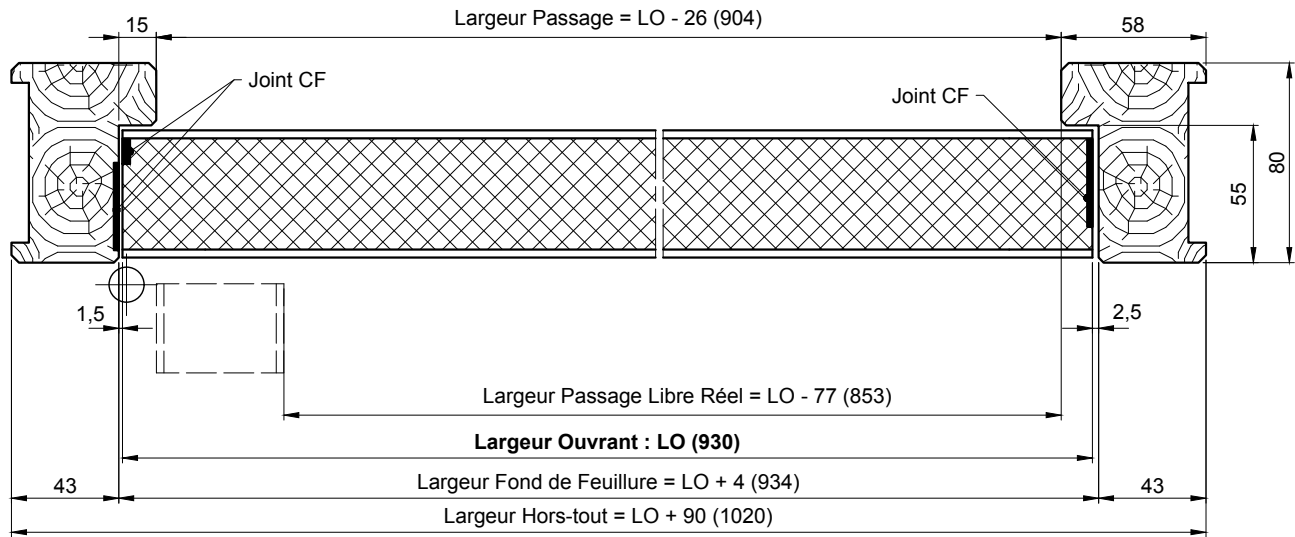 15
Largeur Passage = LO - 26 (904)
58
Joint CF
Joint CF
55
80
1,5
2,5
Largeur Passage Libre Réel = LO - 77 (853)
Largeur Ouvrant : LO (930)
43
Largeur Fond de Feuillure = LO + 4 (934)
43
Largeur Hors-tout = LO + 90 (1020)